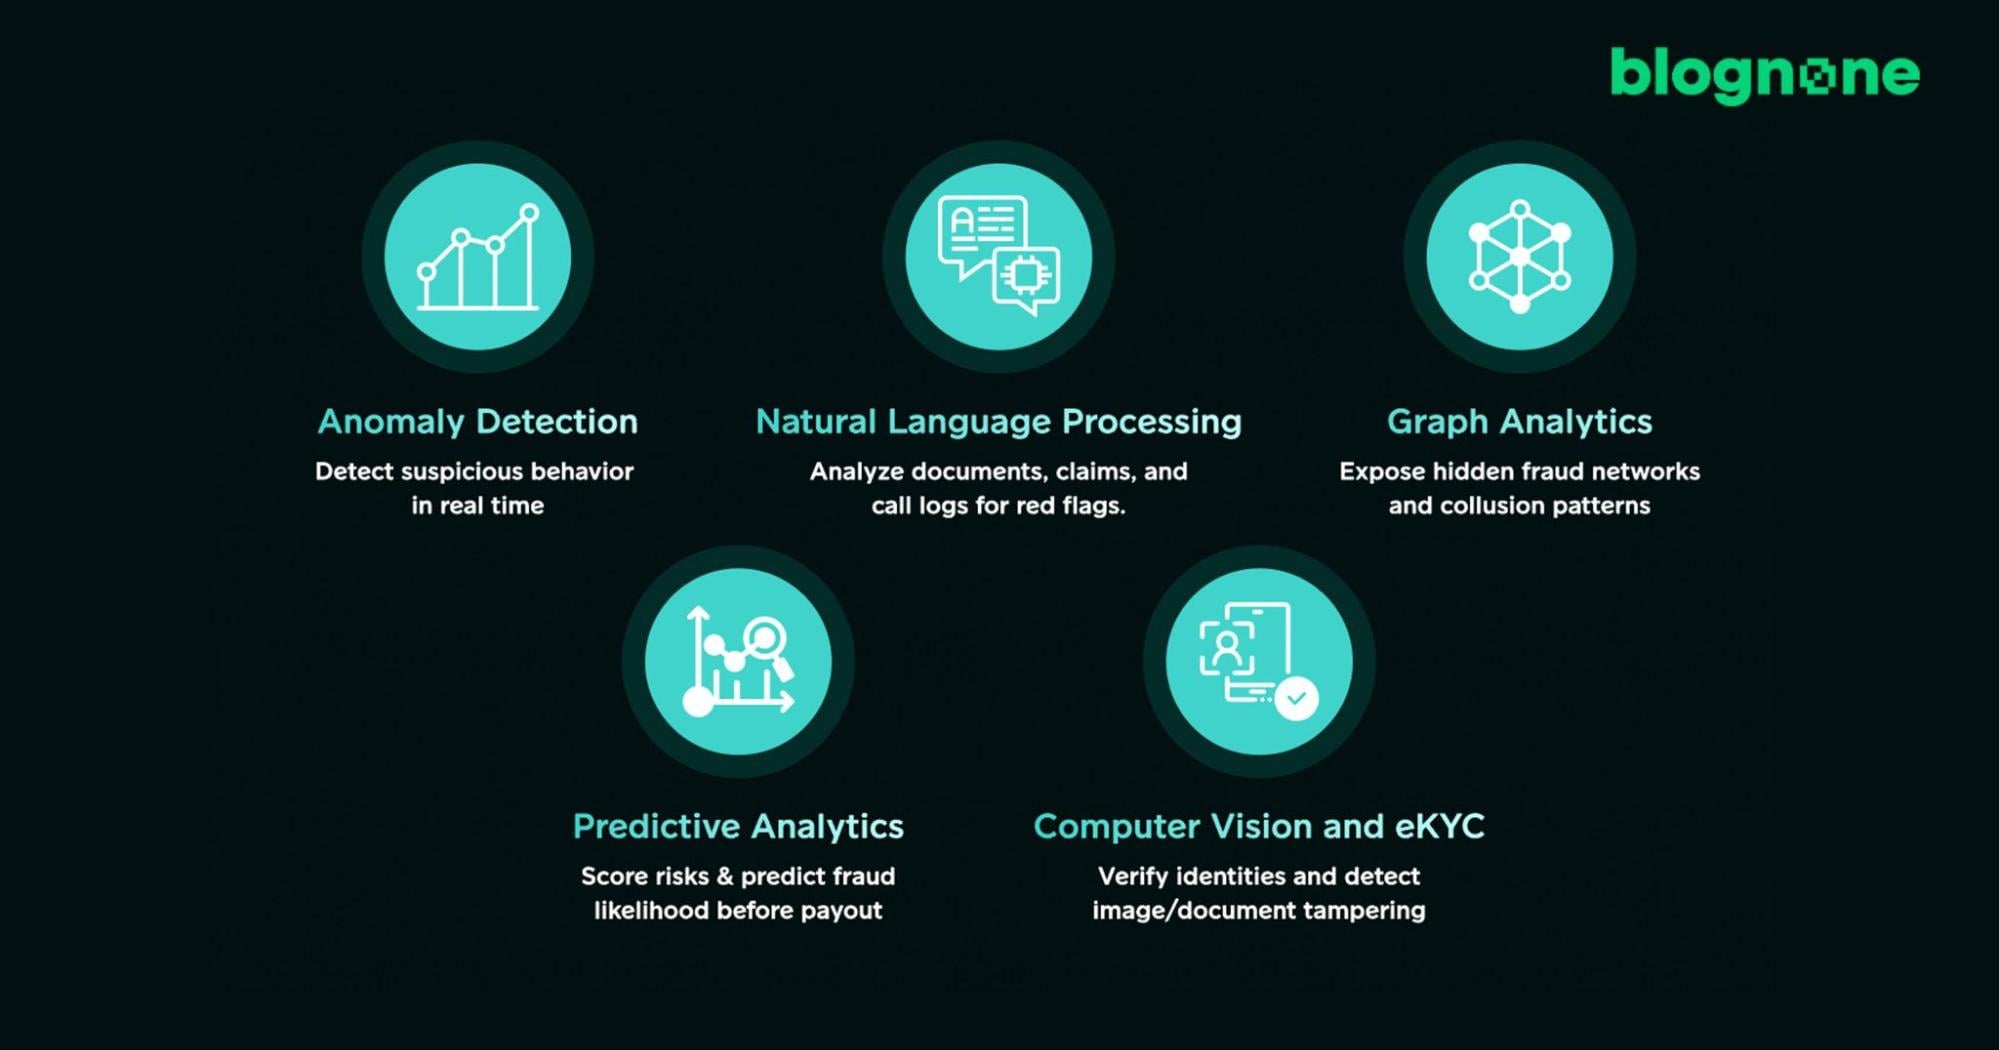 blognone
Anomaly Detection
Detect suspicious behavior
in real time
Natural Language Processing
Analyze documents, claims, and
call logs for red flags.
Graph Analytics
Expose hidden fraud networks
and collusion patterns
Predictive Analytics
Score risks & predict fraud
likelihood before payout
Computer Vision and eKYC
Verify identities and detect
image/document tampering